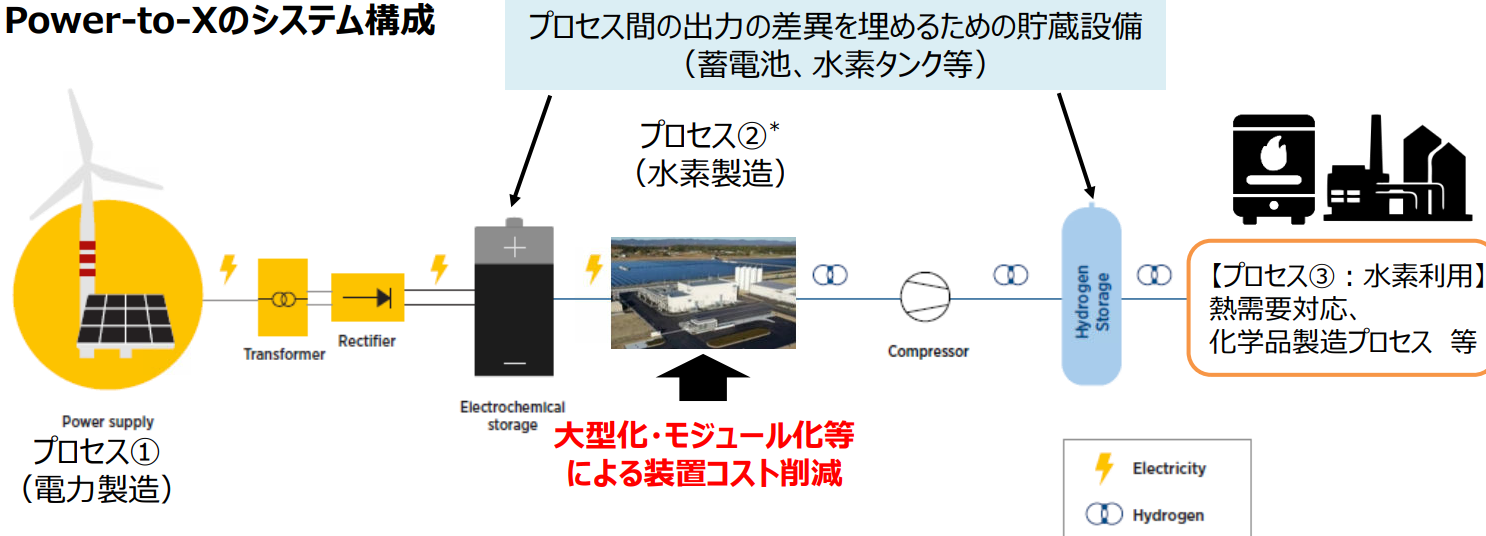 Power-to-Xのシステム構成
プロセス間の出力の差異を埋めるための貯蔵設備
（蓄電池、水素タンク等）
プロセス②*
（水素製造）
Transformer
Rectifier
Electrochemical
storage
Compressor
Hydrogen
Storage
【プロセス③：水素利用】
熱需要対応、
化学品製造プロセス 等
Power supply
プロセス①
（電力製造）
大型化・モジュール化等
による装置コスト削減
Electricity
Hydrogen